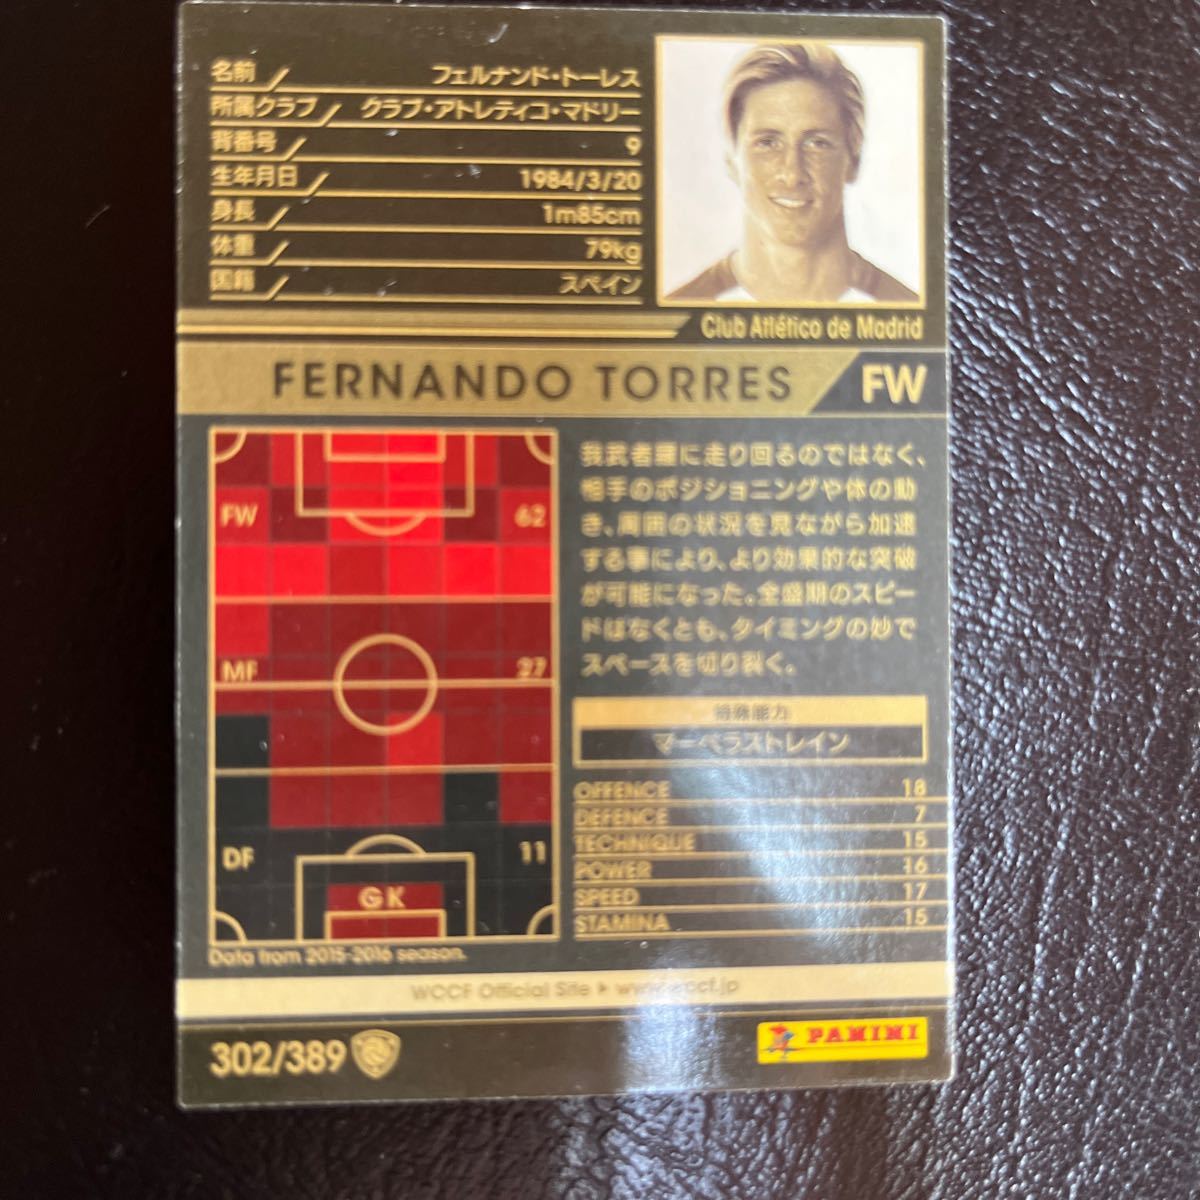 名前 フェルナンド・トーレス
所属クラブ クラブ・アトレティコ・マドリー
背番号 9
生年月日 1984/3/20
身長 1m85cm
体重 79kg
国籍 スペイン
Club Atlético de Madrid
FERNANDO TORRES FW
FW 62
MF 27
DF 11
GK
Data from 2015-2016 season.
我武者羅に走り回るのではなく、
相手のポジショニングや体の動
き、周囲の状況を見ながら加速
する事により、より効果的な突破
が可能になった。全盛期のスピー
ドはなくとも、タイミングの妙で
スペースを切り裂く。
特殊能力
マーベラストレイン
OFFENCE 18
DEFENCE 7
TECHNIQUE 15
POWER 16
SPEED 17
STAMINA 15
WCCF Official Site ▶ www.wccf.jp
302/389
PANINI